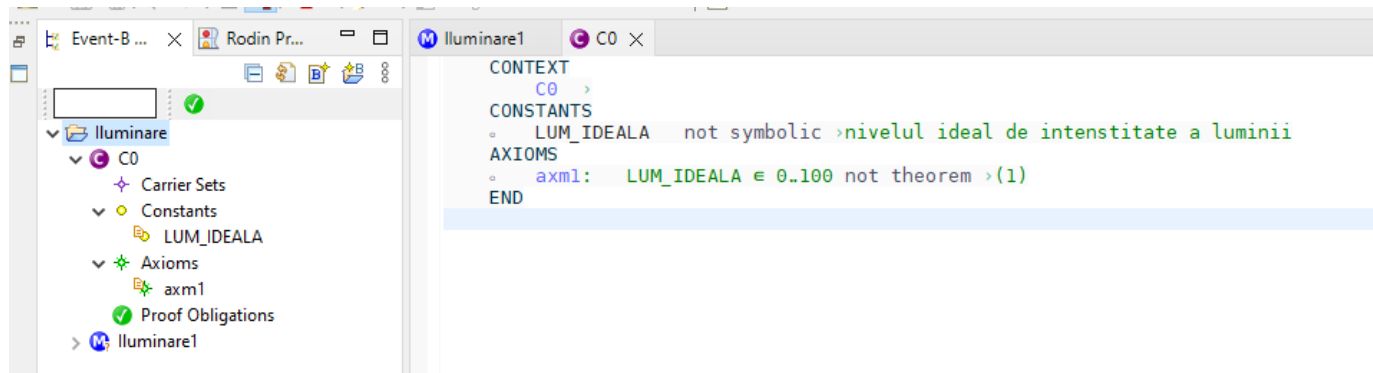 Event-B ...
Rodin Pr...
Iluminare1
C0
Iluminare
C0
Carrier Sets
Constants
LUM_IDEALA
Axioms
axm1
Proof Obligations
Iluminare1
CONTEXT
C0 ›
CONSTANTS
LUM_IDEALA not symbolic ›nivelul ideal de intenstitate a luminii
AXIOMS
axm1: LUM_IDEALA ∈ 0‥100 not theorem ›(1)
END